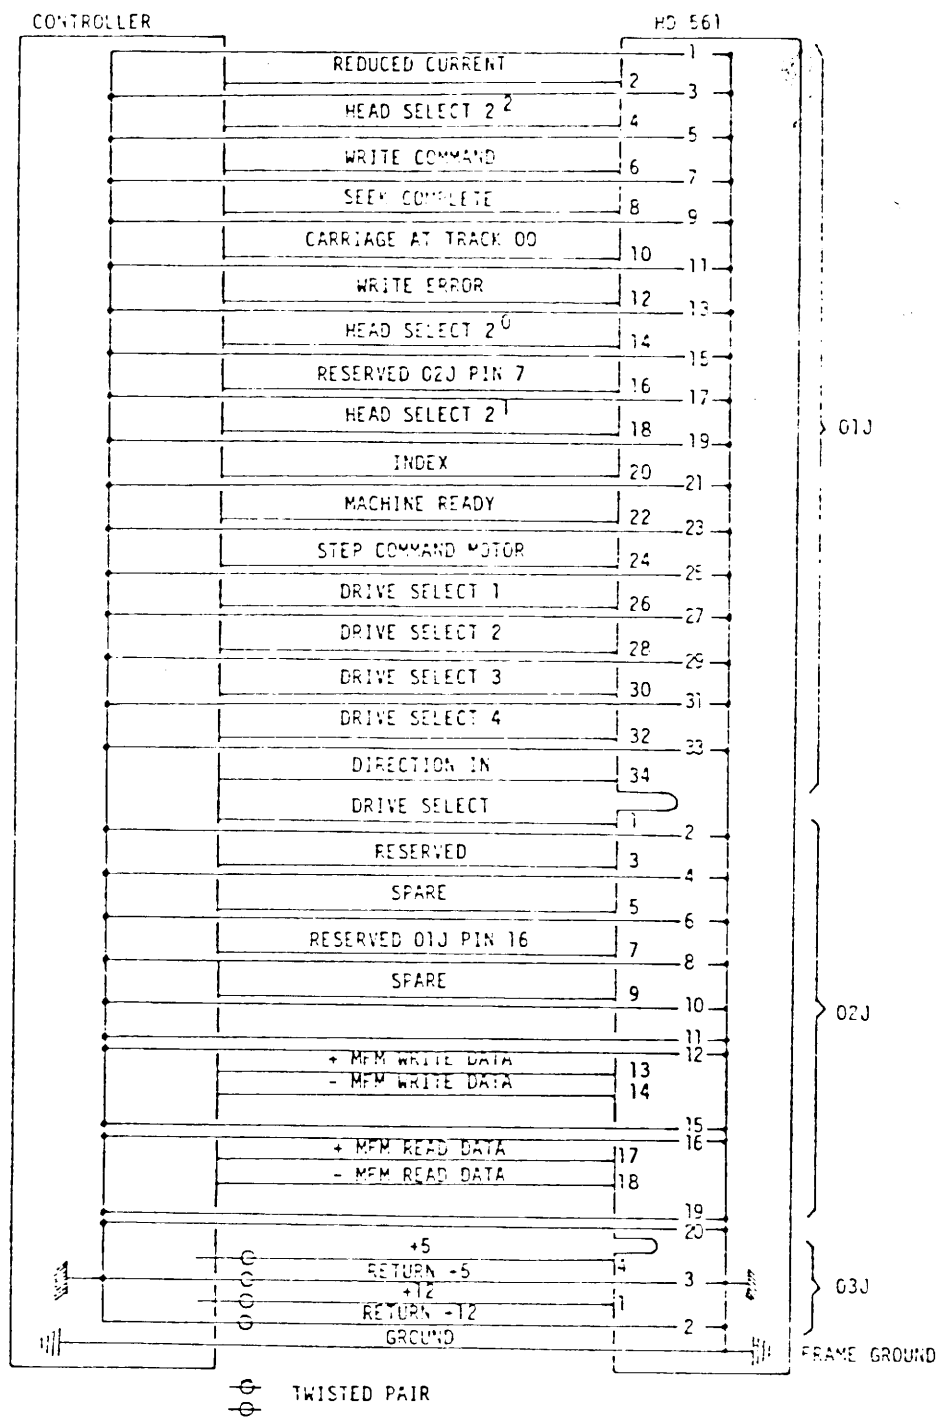 CONTROLLER HD 561
1
REDUCED CURRENT
2
3
HEAD SELECT 2 2
4
5
WRITE COMMAND
6
7
SEEK COMPLETE
8
9
CARRIAGE AT TRACK 00
10
11
WRITE ERROR
12
13
HEAD SELECT 2 0
14
15
RESERVED 02J PIN 7
16
17
HEAD SELECT 2 1
18
01J
19
INDEX
20
21
MACHINE READY
22
23
STEP COMMAND MOTOR
24
25
DRIVE SELECT 1
26
27
DRIVE SELECT 2
28
29
DRIVE SELECT 3
30
31
DRIVE SELECT 4
32
33
DIRECTION IN
34
DRIVE SELECT
1
2
RESERVED
3
4
SPARE
5
6
RESERVED 01J PIN 16
7
8
SPARE
9
10
02J
11
12
+ MFM WRITE DATA
13
- MFM WRITE DATA
14
15
16
+ MFM READ DATA
17
- MFM READ DATA
18
19
20
+5
4
RETURN +5
3
03J
+12
1
RETURN +12
2
GROUND
FRAME GROUND
TWISTED PAIR